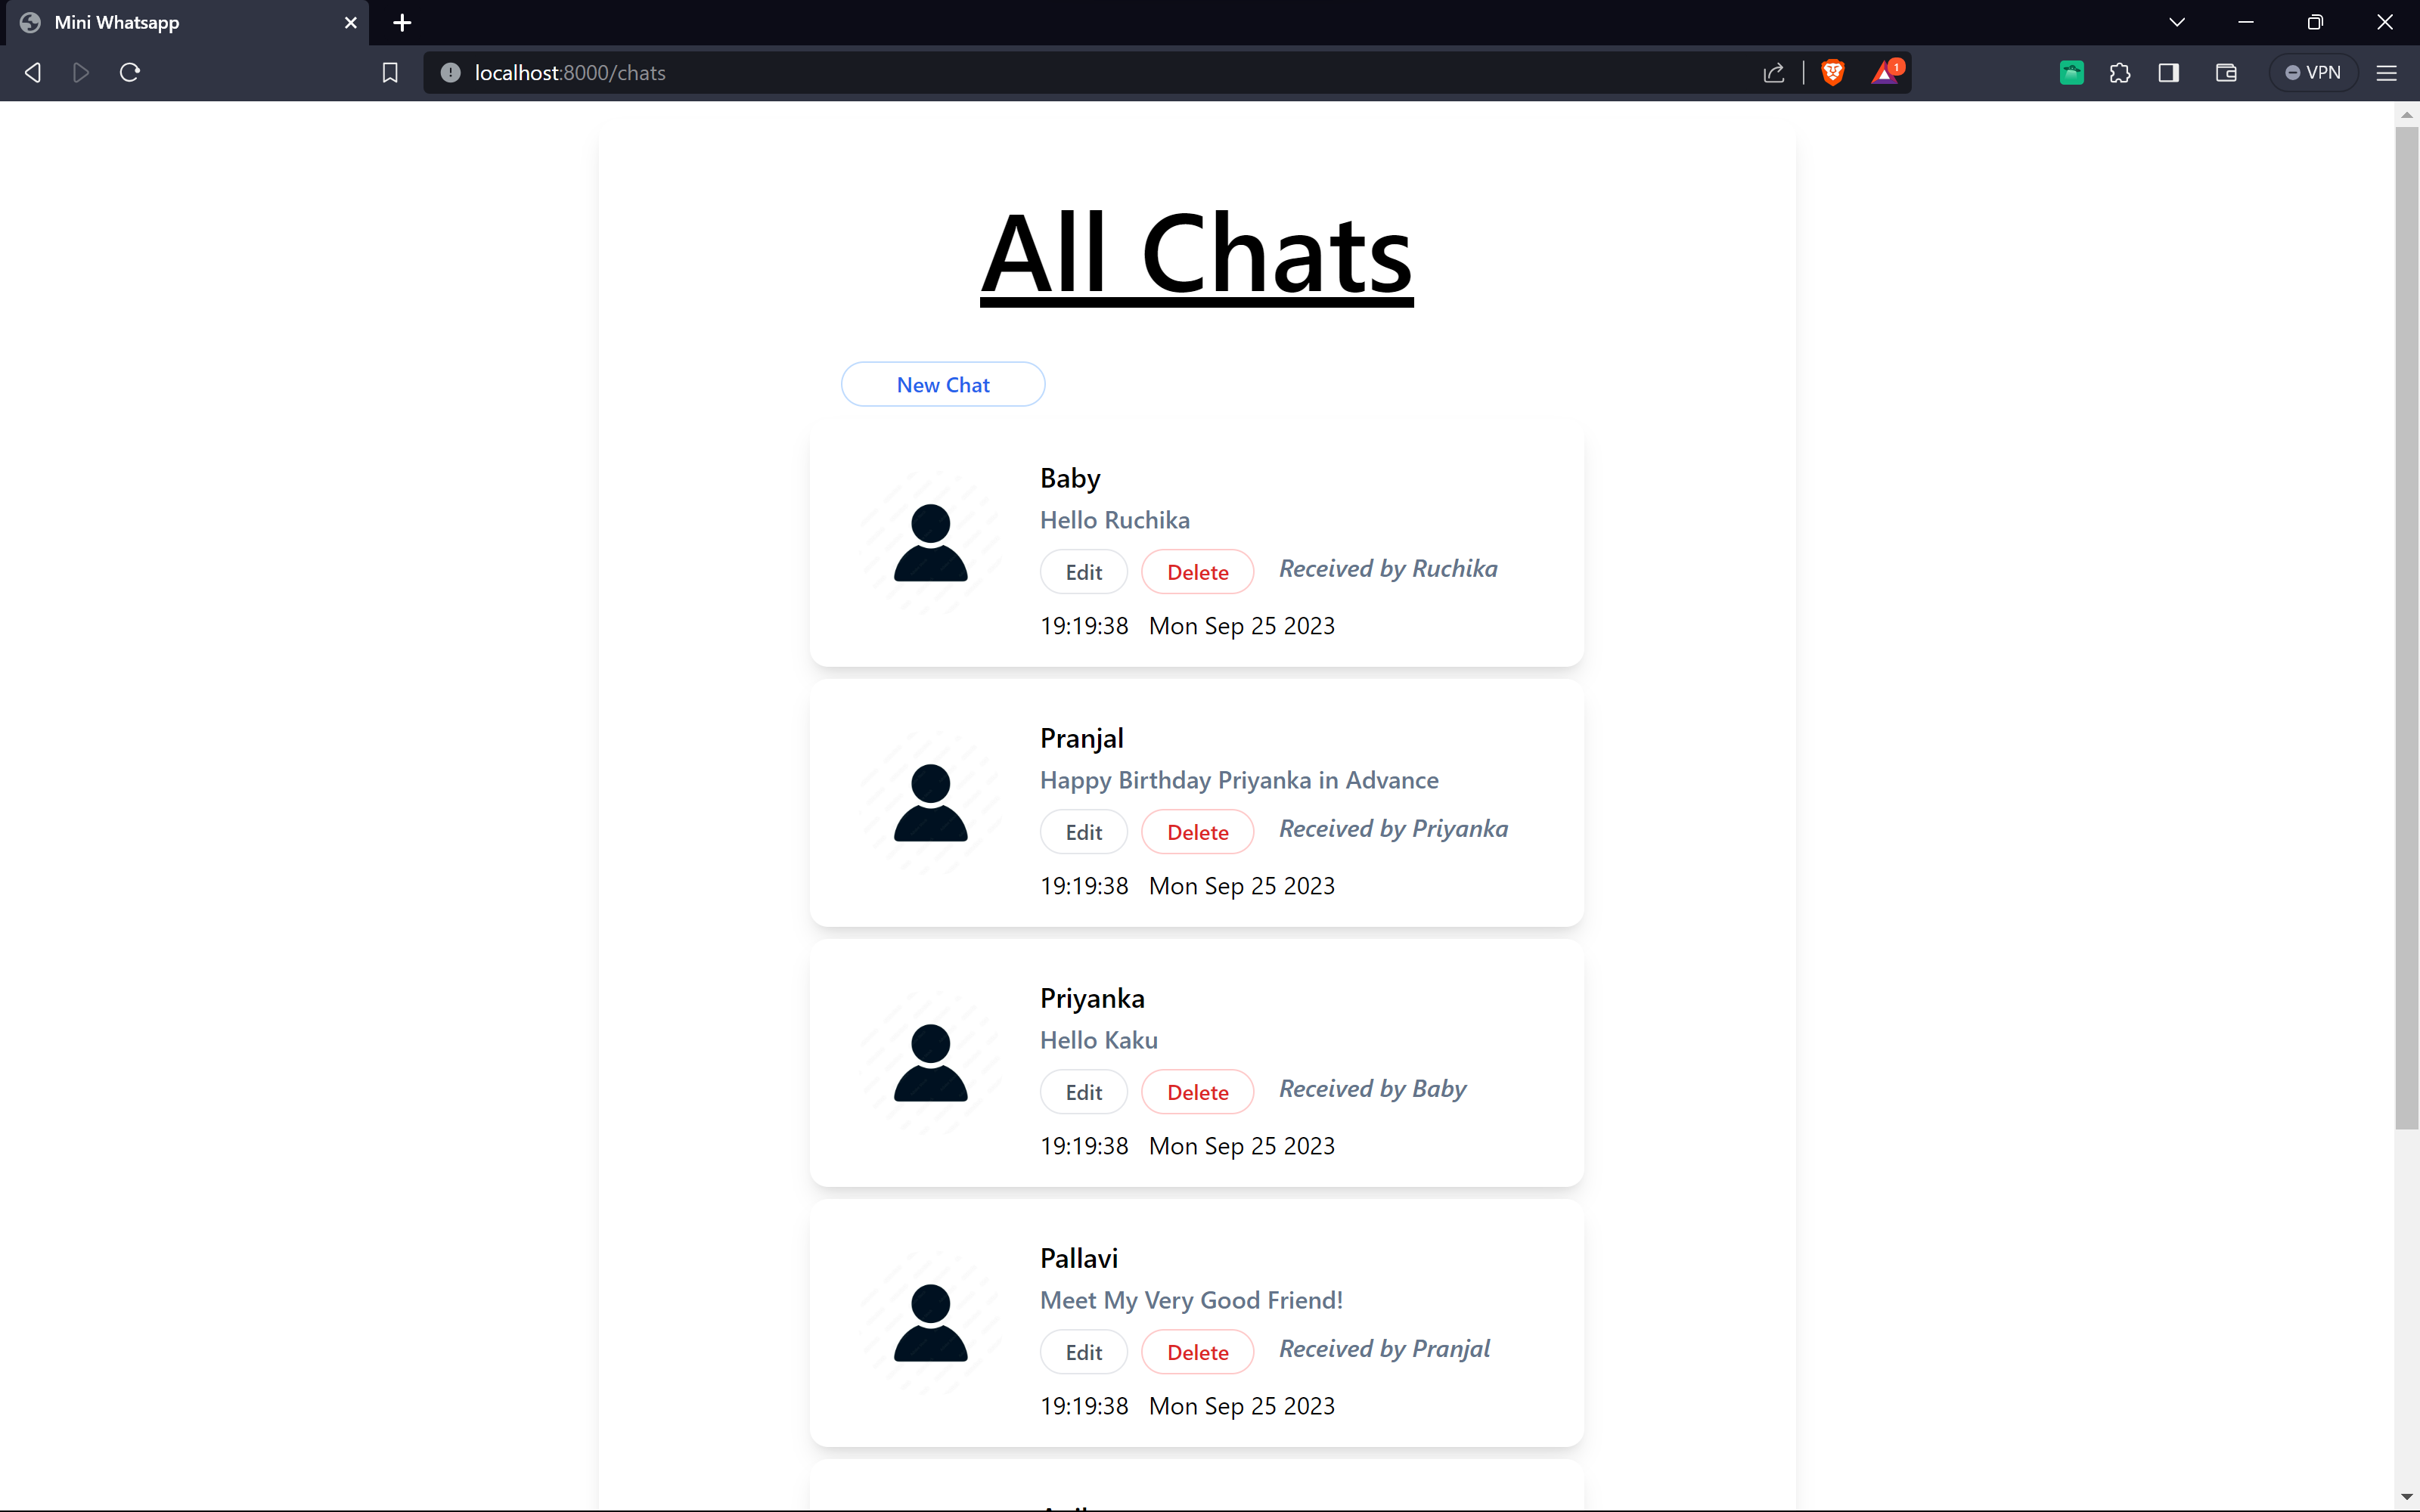 Mini Whatsapp
localhost:8000/chats
1
VPN
All Chats
New Chat
Baby
Hello Ruchika
Edit Delete Received by Ruchika
19:19:38 Mon Sep 25 2023
Pranjal
Happy Birthday Priyanka in Advance
Edit Delete Received by Priyanka
19:19:38 Mon Sep 25 2023
Priyanka
Hello Kaku
Edit Delete Received by Baby
19:19:38 Mon Sep 25 2023
Pallavi
Meet My Very Good Friend!
Edit Delete Received by Pranjal
19:19:38 Mon Sep 25 2023